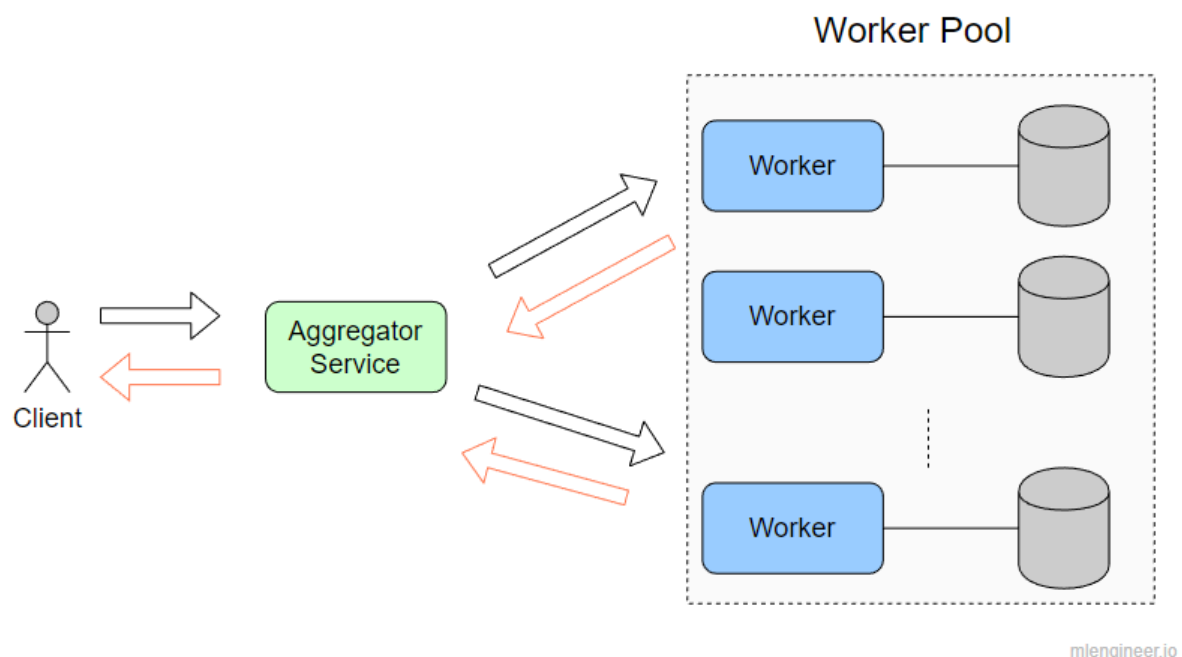 Worker Pool
Worker
Worker
Aggregator
Service
Client
Worker
mlengineer.io